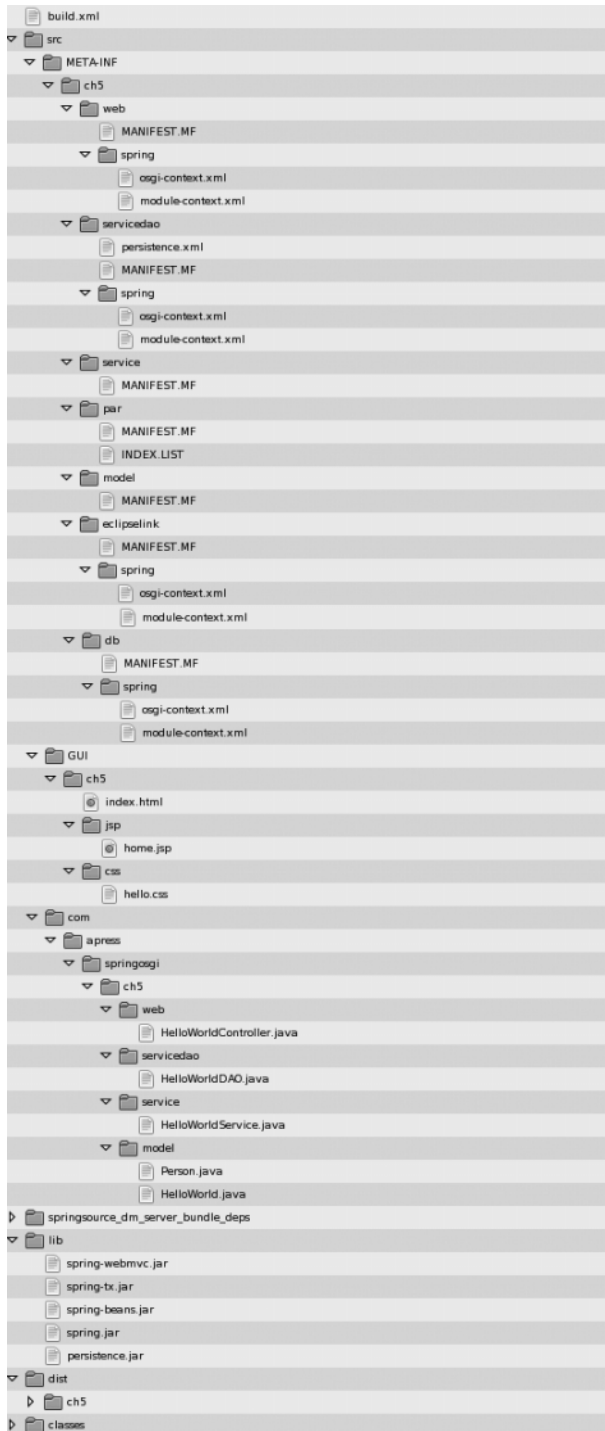 build.xml
src
META-INF
ch5
web
MANIFEST.MF
spring
osgi-context.xml
module-context.xml
servicedao
persistence.xml
MANIFEST.MF
spring
osgi-context.xml
module-context.xml
service
MANIFEST.MF
par
MANIFEST.MF
INDEX.LIST
model
MANIFEST.MF
eclipselink
MANIFEST.MF
spring
osgi-context.xml
module-context.xml
db
MANIFEST.MF
spring
osgi-context.xml
module-context.xml
GUI
ch5
index.html
jsp
home.jsp
css
hello.css
com
apress
springosgi
ch5
web
HelloWorldController.java
servicedao
HelloWorldDAO.java
service
HelloWorldService.java
model
Person.java
HelloWorld.java
springsource_dm_server_bundle_deps
lib
spring-webmvc.jar
spring-tx.jar
spring-beans.jar
spring.jar
persistence.jar
dist
ch5
classes